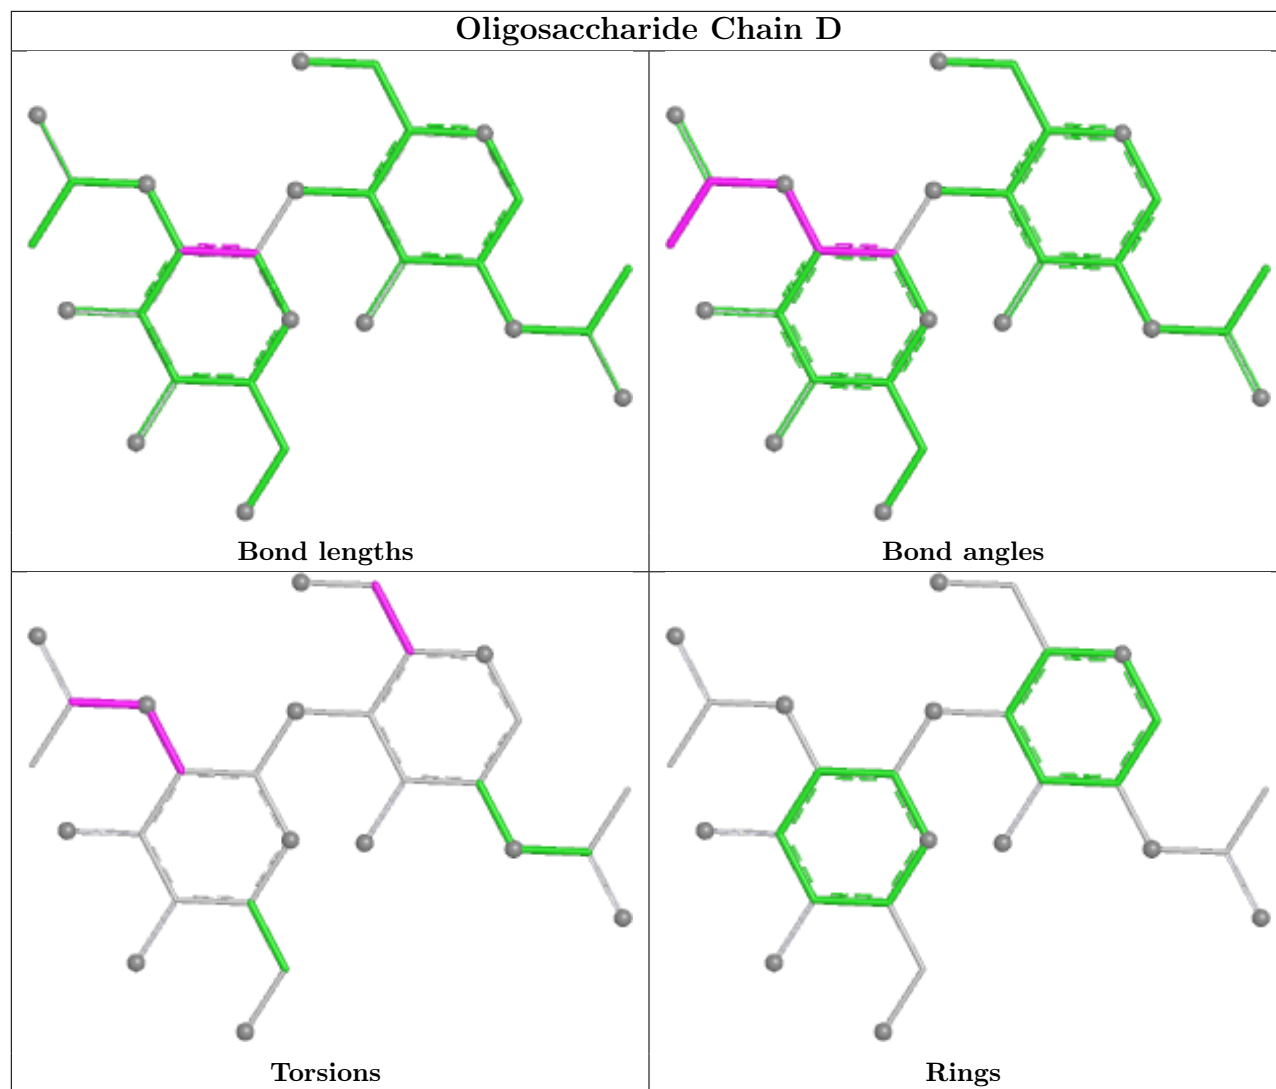 Oligosaccharide Chain D
Bond lengths
Bond angles
Torsions
Rings